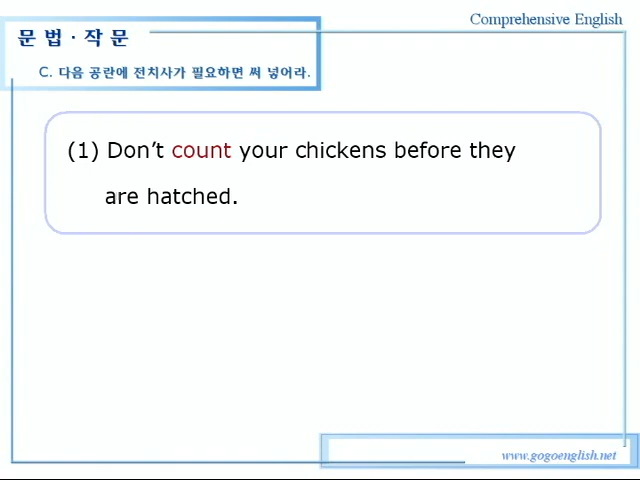 Comprehensive English
문 법 · 작 문
C. 다음 공란에 전치사가 필요하면 써 넣어라.
(1) Don’t count your chickens before they
are hatched.
www.gogoenglish.net